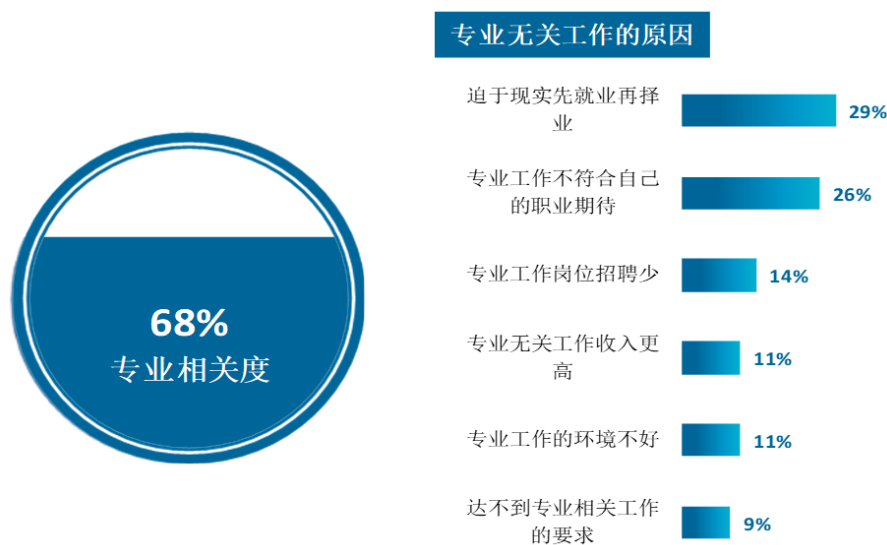 专业无关工作的原因
68%
专业相关度
迫于现实先就业再择
业
29%
专业工作不符合自己
的职业期待
26%
专业工作岗位招聘少
14%
专业无关工作收入更
高
11%
专业工作的环境不好
11%
达不到专业相关工作
的要求
9%